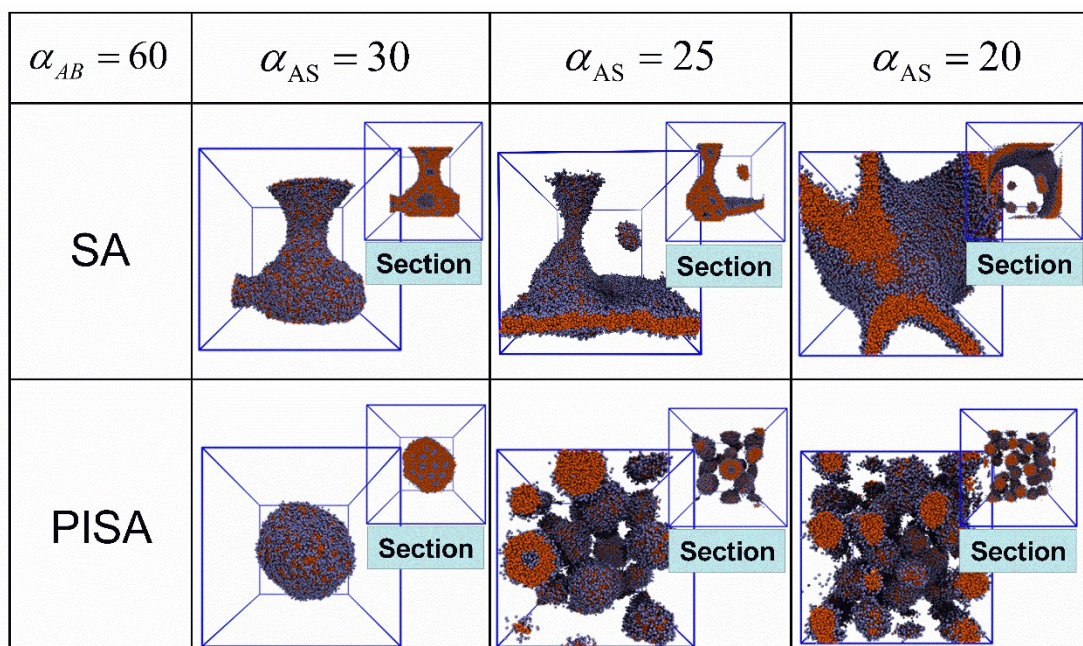 α_AB = 60
α_AS = 30
α_AS = 25
α_AS = 20
SA
Section
Section
Section
PISA
Section
Section
Section